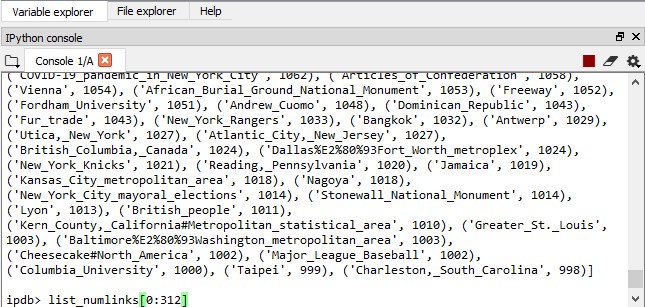 Variable explorer File explorer Help
IPython console
Console 1/A
('COVID-19_pandemic_in_New_York_City', 1062), ('Articles_of_Confederation', 1058),
('Vienna', 1054), ('African_Burial_Ground_National_Monument', 1053), ('Freeway', 1052),
('Fordham_University', 1051), ('Andrew_Cuomo', 1048), ('Dominican_Republic', 1043),
('Fur_trade', 1043), ('New_York_Rangers', 1033), ('Bangkok', 1032), ('Antwerp', 1029),
('Utica,_New_York', 1027), ('Atlantic_City,_New_Jersey', 1027),
('British_Columbia,_Canada', 1024), ('Dallas%E2%80%93Fort_Worth_metroplex', 1024),
('New_York_Knicks', 1021), ('Reading,_Pennsylvania', 1020), ('Jamaica', 1019),
('Kansas_City_metropolitan_area', 1018), ('Nagoya', 1018),
('New_York_City_mayoral_elections', 1014), ('Stonewall_National_Monument', 1014),
('Lyon', 1013), ('British_people', 1011),
('Kern_County,_California#Metropolitan_statistical_area', 1010), ('Greater_St._Louis',
1003), ('Baltimore%E2%80%93Washington_metropolitan_area', 1003),
('Cheesecake#North_America', 1002), ('Major_League_Baseball', 1002),
('Columbia_University', 1000), ('Taipei', 999), ('Charleston,_South_Carolina', 998)]
ipdb> list_numlinks[0:312]